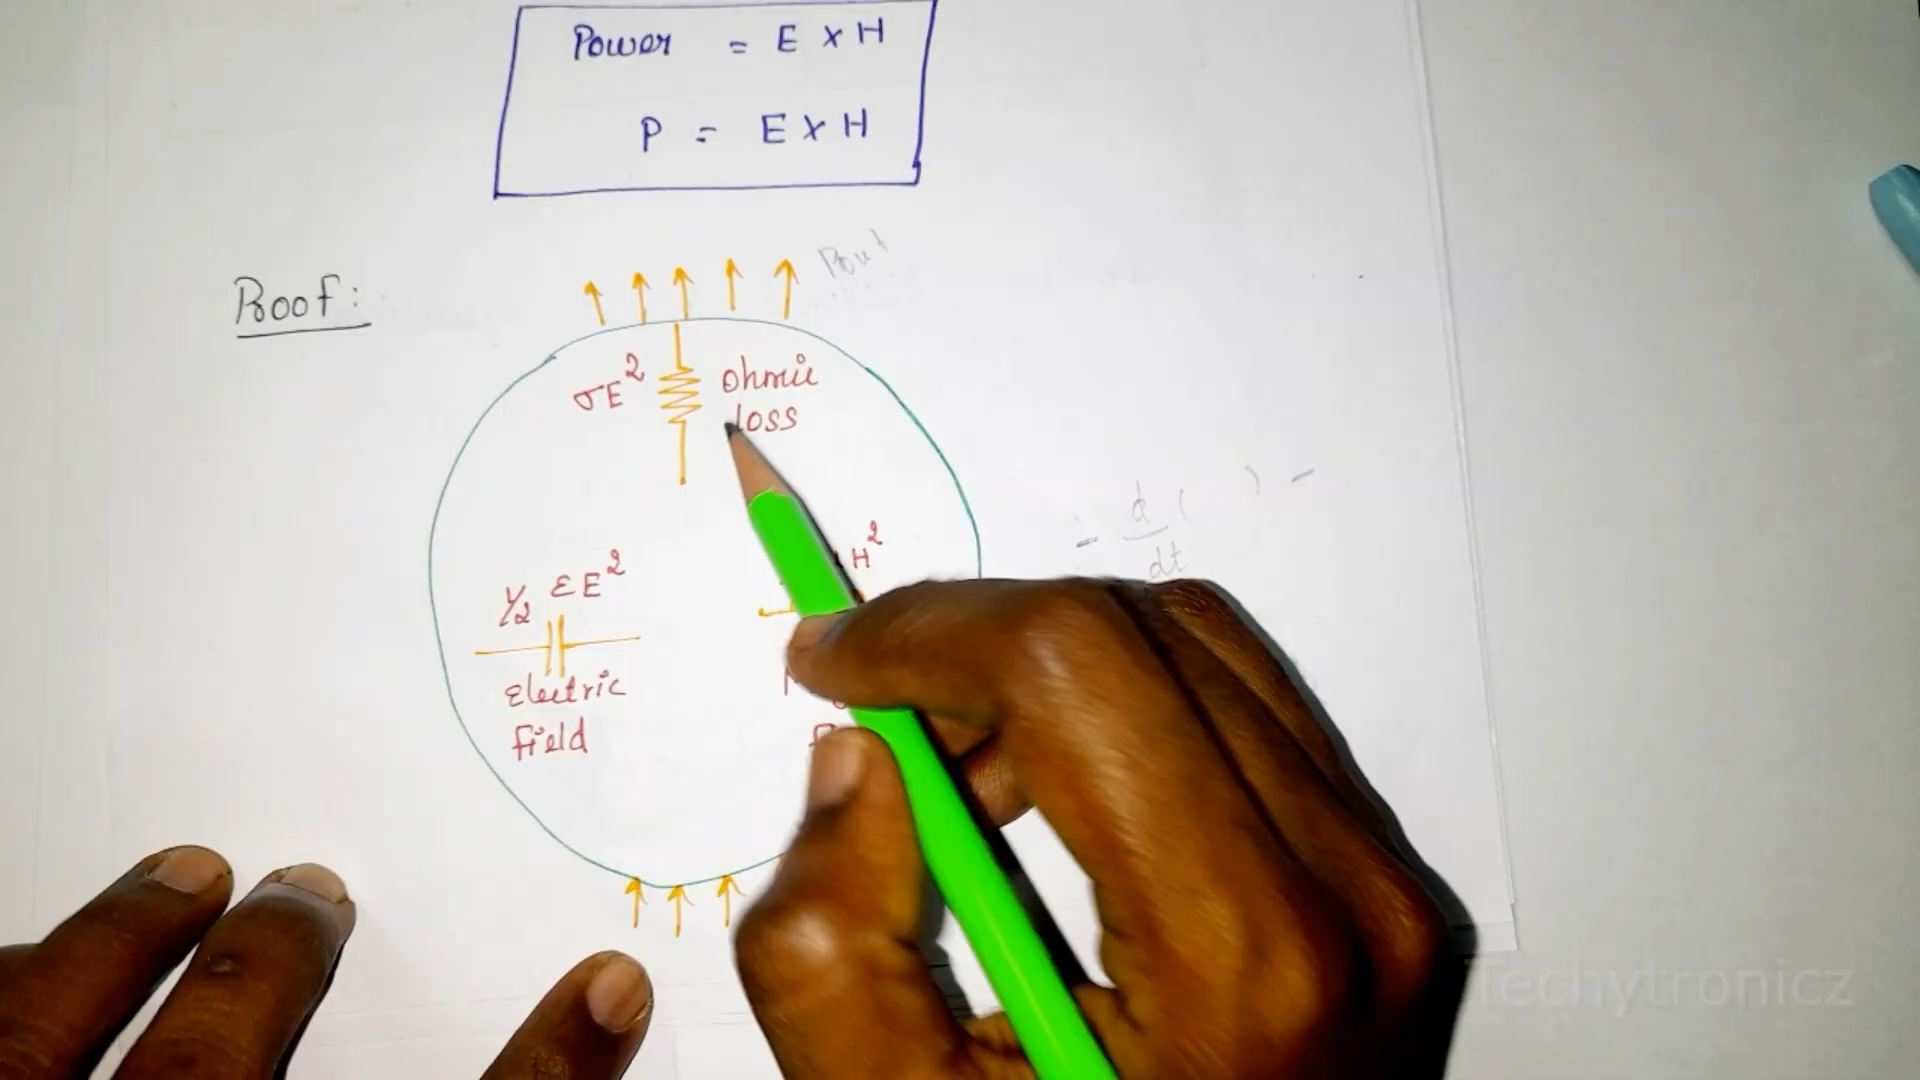 Power = E X H
P = E X H
Pout
Proof:
σE²
ohmic
loss
H²
½ εE²
Electric
field
- d/dt ( ) -
Techytronicz